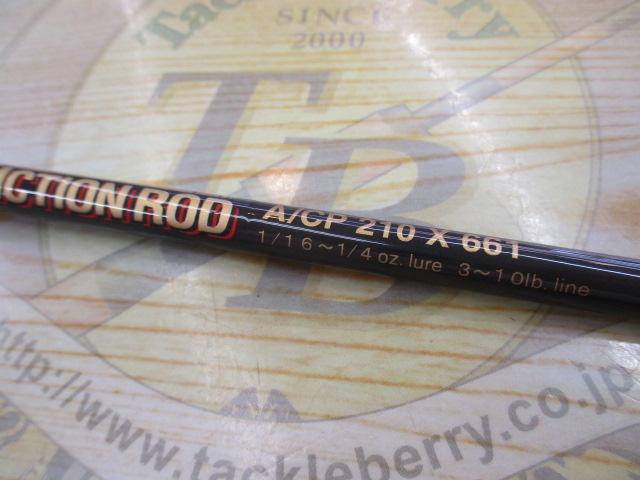 Tackleberry
SINCE
2000
TB
ACTION ROD A/CP 210 X 661
1/16~1/4 oz. lure 3~10lb. line
http://www.tackleberry.co.jp